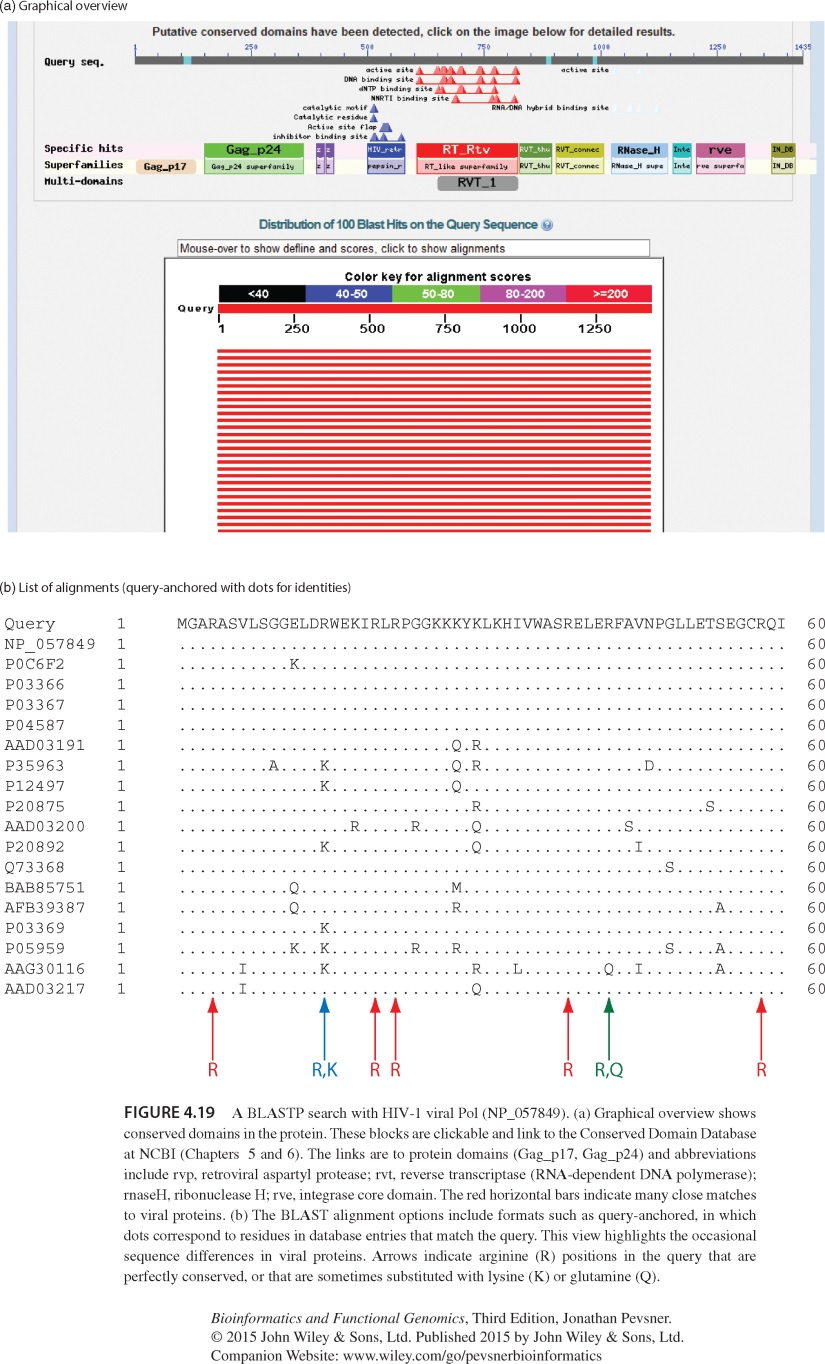 (a) Graphical overview
Putative conserved domains have been detected, click on the image below for detailed results.
1 250 500 750 1000 1250 1435
Query seq.
active site active site
DNA binding site
dNTP binding site
NNRTI binding site RNA/DNA hybrid binding site
catalytic motif
Catalytic residue
Active site flap
inhibitor binding site
Specific hits Gag_p24 z z HIV_retr RT_Rtv RVT_thu RVT_connec RNase_H Inte rve IN_DB
Superfamilies Gag_p17 Gag_p24 superfamily z z pepsin_r RT_like superfamily RVT_thu RVT_connec RNase_H supe Inte rve superfa IN_DB
Multi-domains RVT_1
Distribution of 100 Blast Hits on the Query Sequence
Mouse-over to show defline and scores, click to show alignments
Color key for alignment scores
<40 40-50 50-80 80-200 >=200
Query
1 250 500 750 1000 1250
(b) List of alignments (query-anchored with dots for identities)
Query 1 MGARASVLSGGELDRWEKIRLRPGGKKKYKLKHIVWASRELERFAVNPGLLETSEGCRQI 60
NP_057849 1 ............................................................ 60
P0C6F2 1 ...........K................................................ 60
P03366 1 ............................................................ 60
P03367 1 ............................................................ 60
P04587 1 ............................................................ 60
AAD03191 1 ...........................Q.R.............................. 60
P35963 1 .........A....K............Q.R................D............. 60
P12497 1 ..............K............Q................................ 60
P20875 1 .............................R......................S....... 60
AAD03200 1 .................R.....R.....Q..............S............... 60
P20892 1 ..............K..............Q...............I.............. 60
Q73368 1 ................................................S........... 60
BAB85751 1 ...........Q...............M................................ 60
AFB39387 1 ...........Q...............R.........................A...... 60
P03369 1 ..............K............................................. 60
P05959 1 ...........K..K........R...R....................S....A...... 60
AAG30116 1 ......I.......K..............R...L........Q..I.......A...... 60
AAD03217 1 ......I......................Q.............................. 60
R R,K R R R R,Q R
FIGURE 4.19 A BLASTP search with HIV-1 viral Pol (NP_057849). (a) Graphical overview shows
conserved domains in the protein. These blocks are clickable and link to the Conserved Domain Database
at NCBI (Chapters 5 and 6). The links are to protein domains (Gag_p17, Gag_p24) and abbreviations
include rvp, retroviral aspartyl protease; rvt, reverse transcriptase (RNA-dependent DNA polymerase);
rnaseH, ribonuclease H; rve, integrase core domain. The red horizontal bars indicate many close matches
to viral proteins. (b) The BLAST alignment options include formats such as query-anchored, in which
dots correspond to residues in database entries that match the query. This view highlights the occasional
sequence differences in viral proteins. Arrows indicate arginine (R) positions in the query that are
perfectly conserved, or that are sometimes substituted with lysine (K) or glutamine (Q).
Bioinformatics and Functional Genomics, Third Edition, Jonathan Pevsner.
© 2015 John Wiley & Sons, Ltd. Published 2015 by John Wiley & Sons, Ltd.
Companion Website: www.wiley.com/go/pevsnerbioinformatics